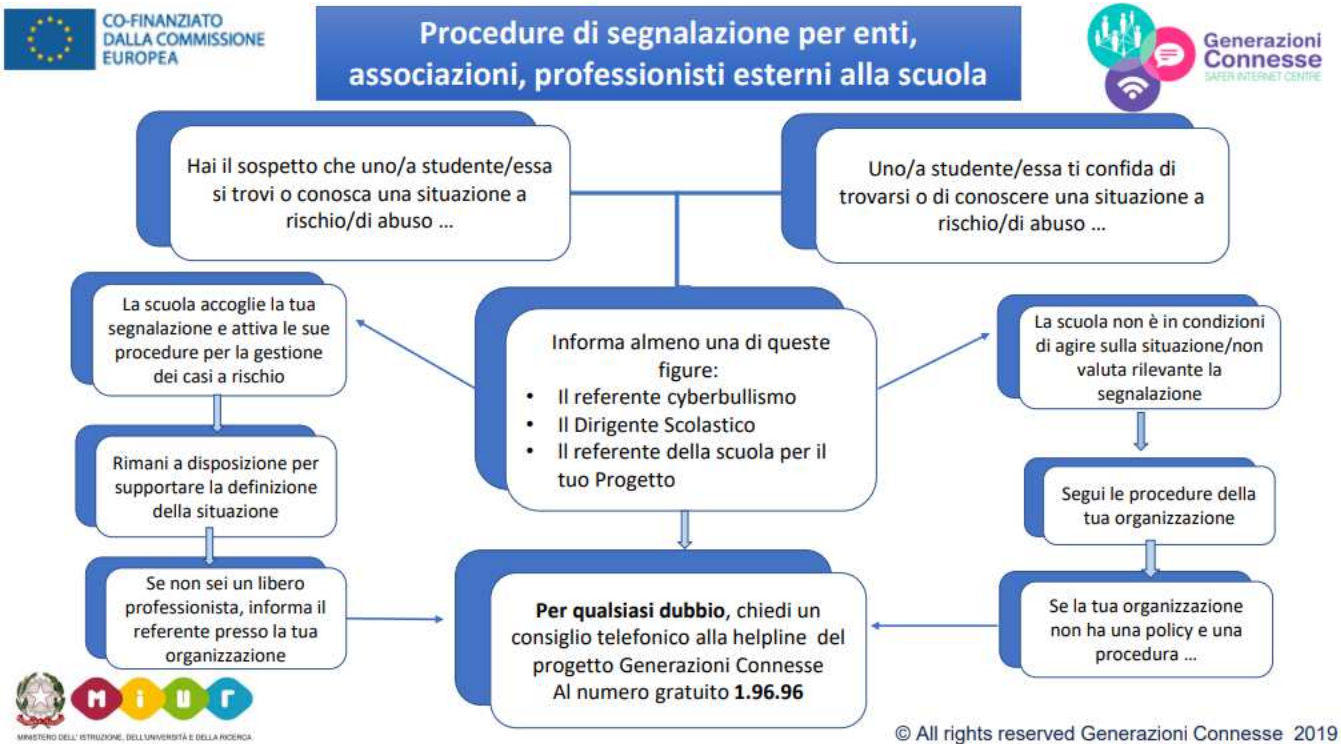 CO-FINANZIATO
DALLA COMMISSIONE
EUROPEA
Procedure di segnalazione per enti,
associazioni, professionisti esterni alla scuola
Generazioni
Connesse
SAFER INTERNET CENTRE
Hai il sospetto che uno/a studente/essa
si trovi o conosca una situazione a
rischio/di abuso ...
Uno/a studente/essa ti confida di
trovarsi o di conoscere una situazione a
rischio/di abuso ...
La scuola accoglie la tua
segnalazione e attiva le sue
procedure per la gestione
dei casi a rischio
Informa almeno una di queste
figure:
• Il referente cyberbullismo
• Il Dirigente Scolastico
• Il referente della scuola per il
tuo Progetto
La scuola non è in condizioni
di agire sulla situazione/non
valuta rilevante la
segnalazione
Rimani a disposizione per
supportare la definizione
della situazione
Segui le procedure della
tua organizzazione
Se non sei un libero
professionista, informa il
referente presso la tua
organizzazione
Per qualsiasi dubbio, chiedi un
consiglio telefonico alla helpline del
progetto Generazioni Connesse
Al numero gratuito 1.96.96
Se la tua organizzazione
non ha una policy e una
procedura ...
MiUr
MINISTERO DELL' ISTRUZIONE, DELL'UNIVERSITÀ E DELLA RICERCA
© All rights reserved Generazioni Connesse 2019